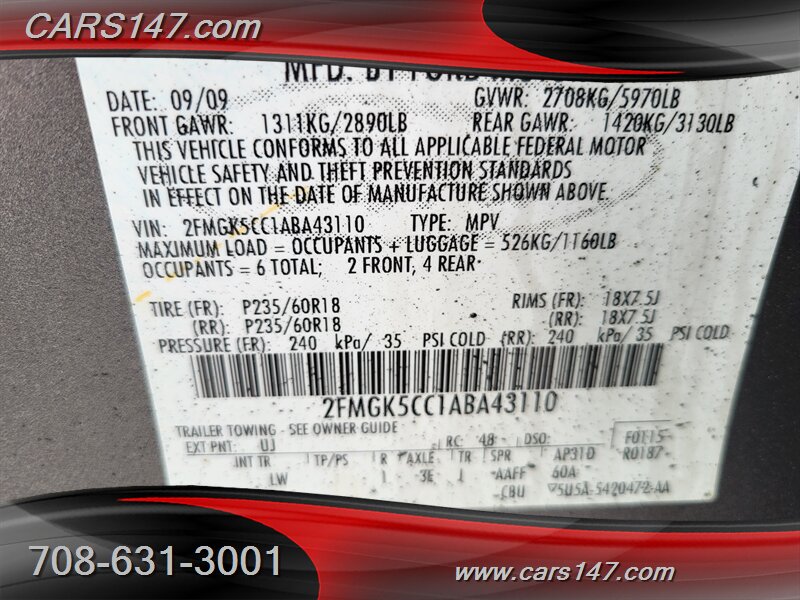 CARS147.com
MFD. BY FORD
DATE: 09/09 GVWR: 2708KG/5970LB
FRONT GAWR: 1311KG/2890LB REAR GAWR: 1420KG/3130LB
THIS VEHICLE CONFORMS TO ALL APPLICABLE FEDERAL MOTOR
VEHICLE SAFETY AND THEFT PREVENTION STANDARDS
IN EFFECT ON THE DATE OF MANUFACTURE SHOWN ABOVE.
VIN: 2FMGK5CC1ABA43110 TYPE: MPV
MAXIMUM LOAD = OCCUPANTS + LUGGAGE = 526KG/1160LB
OCCUPANTS = 6 TOTAL; 2 FRONT, 4 REAR
TIRE (FR): P235/60R18 RIMS (FR): 18X7.5J
(RR): P235/60R18 (RR): 18X7.5J
PRESSURE (FR): 240 kPa/ 35 PSI COLD (RR): 240 kPa/ 35 PSI COLD
2FMGK5CC1ABA43110
TRAILER TOWING - SEE OWNER GUIDE
EXT PNT: UJ RC: 48 DSO: F0115
INT TR TP/PS R AXLE TR SPR AP31D R0187
LW I 3E I AAFF 60A
CBU 5U5A-5420472-AA
708-631-3001
www.cars147.com